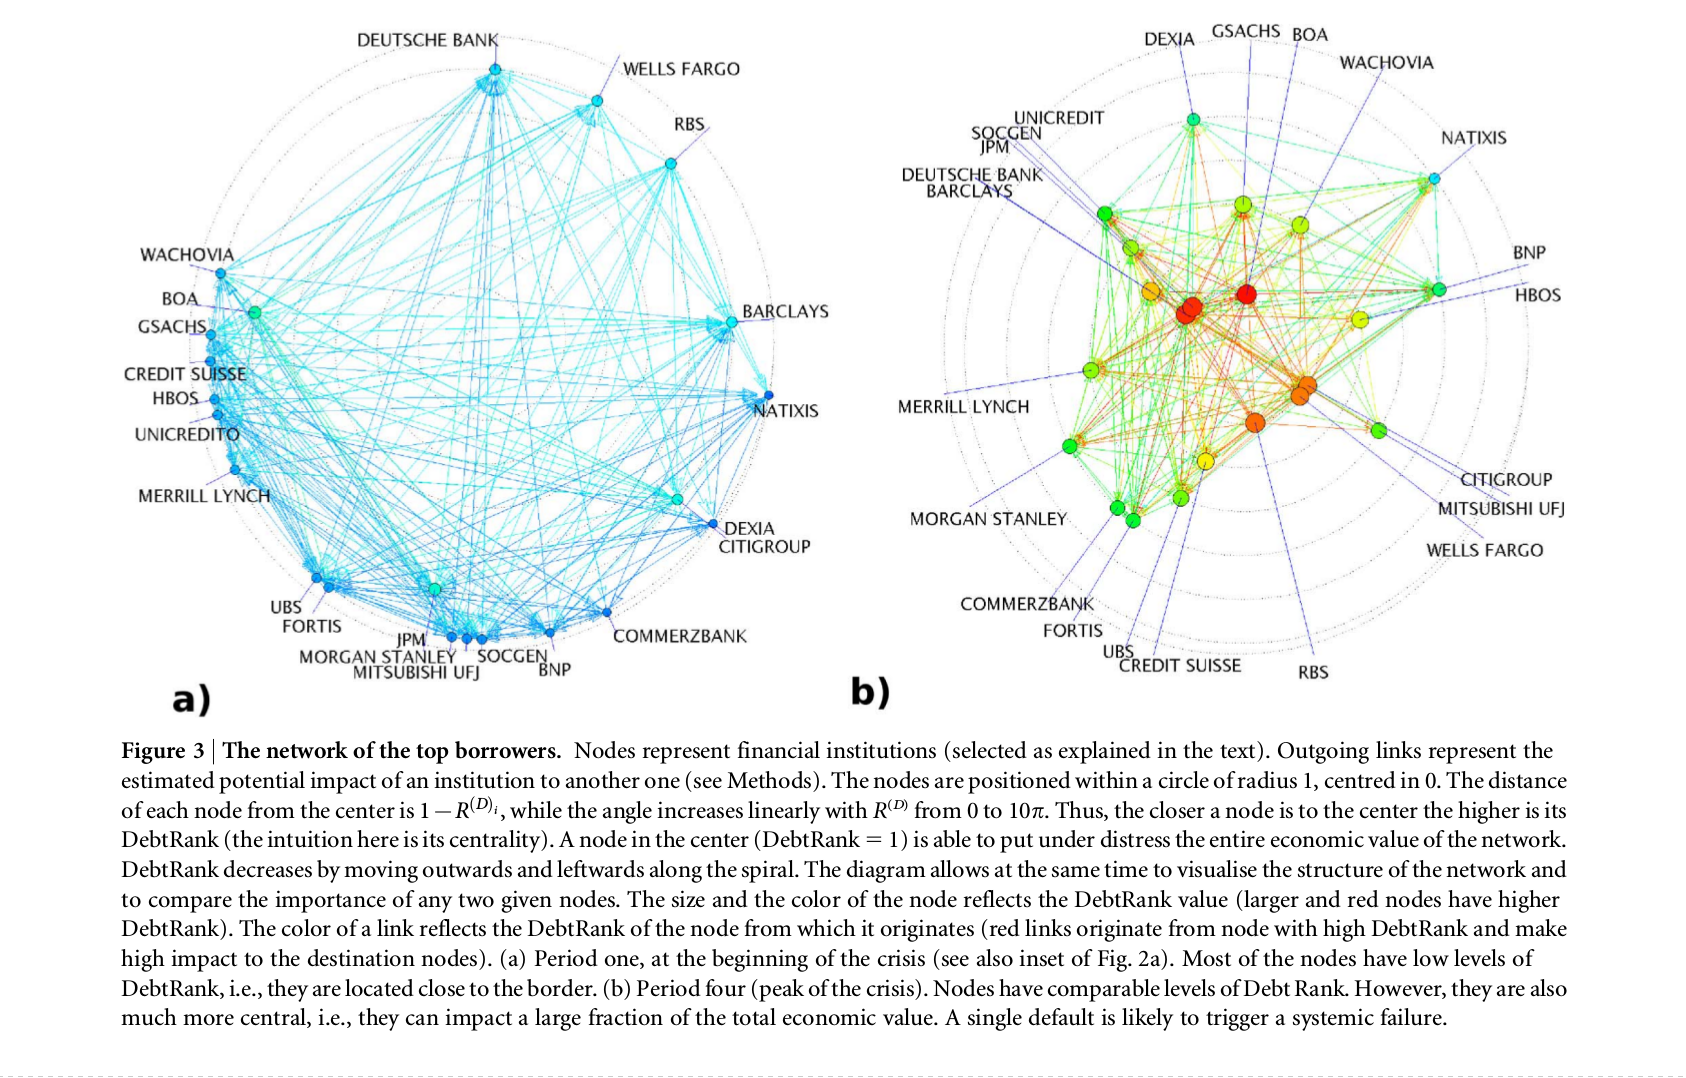 DEUTSCHE BANK
WELLS FARGO
RBS
WACHOVIA
BOA
GSACHS
BARCLAYS
CREDIT SUISSE
HBOS
NATIXIS
UNICREDITO
MERRILL LYNCH
DEXIA
CITIGROUP
UBS
FORTIS
JPM
COMMERZBANK
MORGAN STANLEY
SOCGEN
MITSUBISHI UFJ
BNP
a)
DEXIA
GSACHS
BOA
WACHOVIA
UNICREDIT
SOCGEN
JPM
NATIXIS
DEUTSCHE BANK
BARCLAYS
BNP
HBOS
MERRILL LYNCH
CITIGROUP
MITSUBISHI UFJ
MORGAN STANLEY
WELLS FARGO
COMMERZBANK
FORTIS
UBS
CREDIT SUISSE
RBS
b)
Figure 3 | The network of the top borrowers. Nodes represent financial institutions (selected as explained in the text). Outgoing links represent the
estimated potential impact of an institution to another one (see Methods). The nodes are positioned within a circle of radius 1, centred in 0. The distance
of each node from the center is 1−R(D)i, while the angle increases linearly with R(D) from 0 to 10π. Thus, the closer a node is to the center the higher is its
DebtRank (the intuition here is its centrality). A node in the center (DebtRank = 1) is able to put under distress the entire economic value of the network.
DebtRank decreases by moving outwards and leftwards along the spiral. The diagram allows at the same time to visualise the structure of the network and
to compare the importance of any two given nodes. The size and the color of the node reflects the DebtRank value (larger and red nodes have higher
DebtRank). The color of a link reflects the DebtRank of the node from which it originates (red links originate from node with high DebtRank and make
high impact to the destination nodes). (a) Period one, at the beginning of the crisis (see also inset of Fig. 2a). Most of the nodes have low levels of
DebtRank, i.e., they are located close to the border. (b) Period four (peak of the crisis). Nodes have comparable levels of Debt Rank. However, they are also
much more central, i.e., they can impact a large fraction of the total economic value. A single default is likely to trigger a systemic failure.